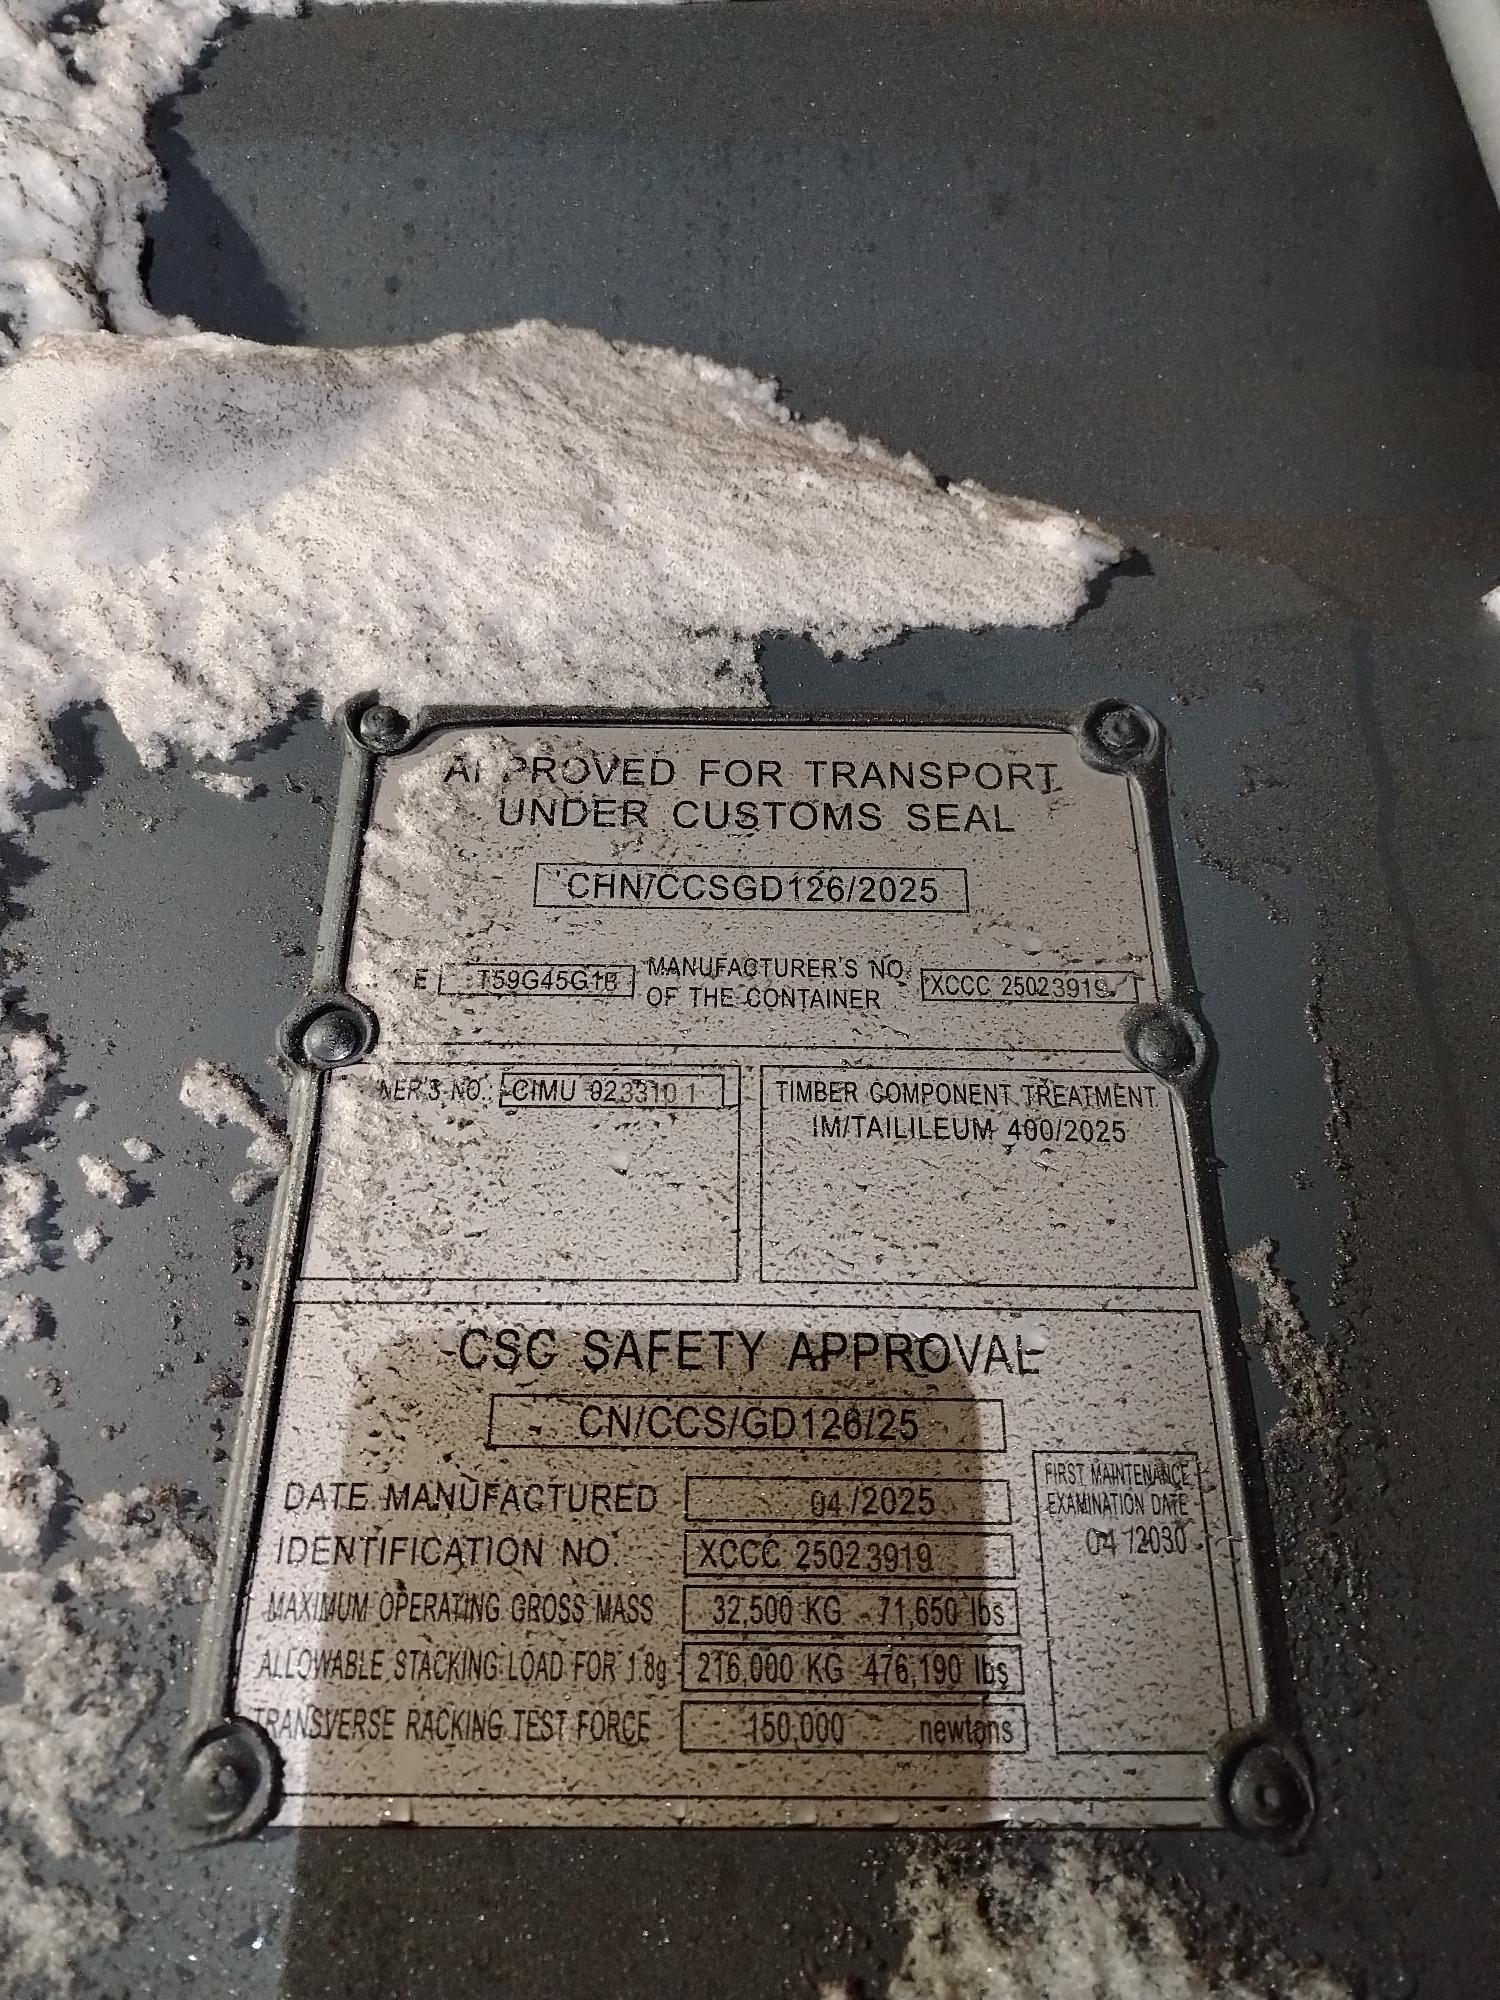 APPROVED FOR TRANSPORT
UNDER CUSTOMS SEAL
CHN/CCSGD126/2025
E T59G45G1B MANUFACTURER'S NO. OF THE CONTAINER XCCC 25023919
NER'S NO. CIMU
TIMBER COMPONENT TREATMENT
IM/TAILILEUM 400/2025
CSC SAFETY APPROVAL
CN/CCS/GD126/25
DATE MANUFACTURED 04 /2025
IDENTIFICATION NO. XCCC 25023919
MAXIMUM OPERATING GROSS MASS 32,500 KG 71,650 lbs
ALLOWABLE STACKING LOAD FOR 1.8g 216,000 KG 476,190 lbs
TRANSVERSE RACKING TEST FORCE 150,000 newtons
FIRST MAINTENANCE
EXAMINATION DATE
04 /2030